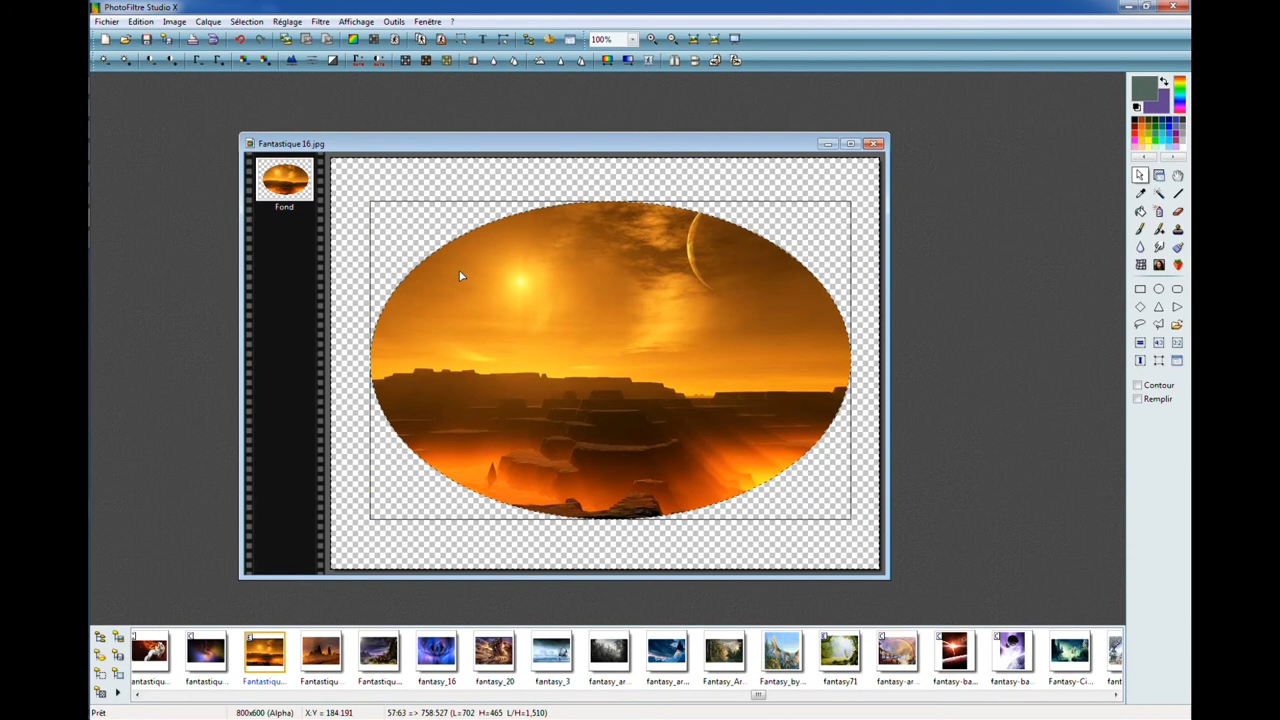 PhotoFiltre Studio X
Fichier Edition Image Calque Sélection Réglage Filtre Affichage Outils Fenêtre ?
100%
Fantastique 16.jpg
Fond
Contour
Remplir
antastiqu... fantastiqu... Fantastiqu... Fantastiqu... Fantastiqu... fantasy_16 fantasy_20 fantasy_3 fantasy_ar... fantasy_ar... Fantasy_Ar... Fantasy_by... fantasy71 fantasy-ar... fantasy-ba... fantasy-ba... Fantasy-Ci... fant
Prêt 800x600 (Alpha) X:Y = 184.191 57:63 => 758.527 (L=702 H=465 L/H=1,510)